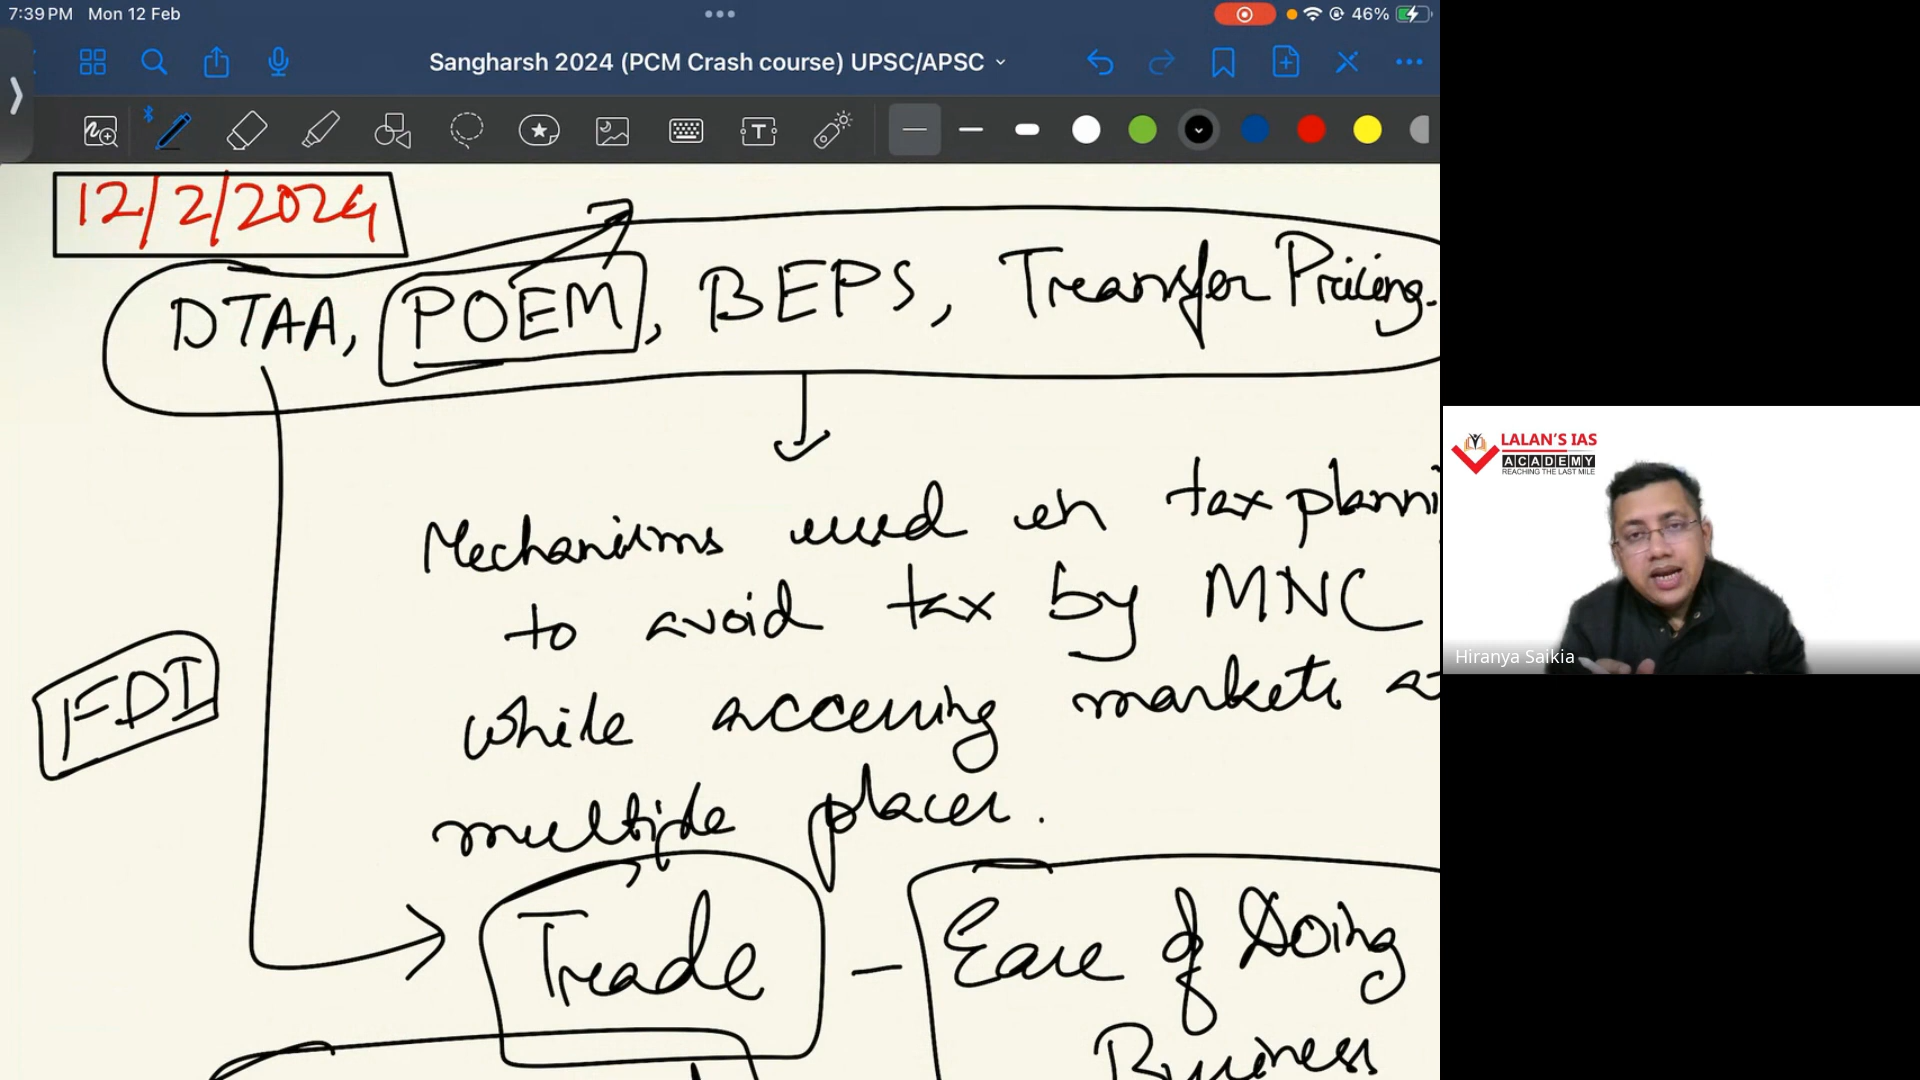 7:39 PM Mon 12 Feb
46%
Sangharsh 2024 (PCM Crash course) UPSC/APSC
12/2/2024
DTAA, POEM, BEPS, Transfer Pricing.
Mechanisms used in tax planni
to avoid tax by MNC
while accessing markets at
multiple places.
FDI
Trade - Ease of Doing
Business
LALAN'S IAS
ACADEMY
REACHING THE LAST MILE
Hiranya Saikia